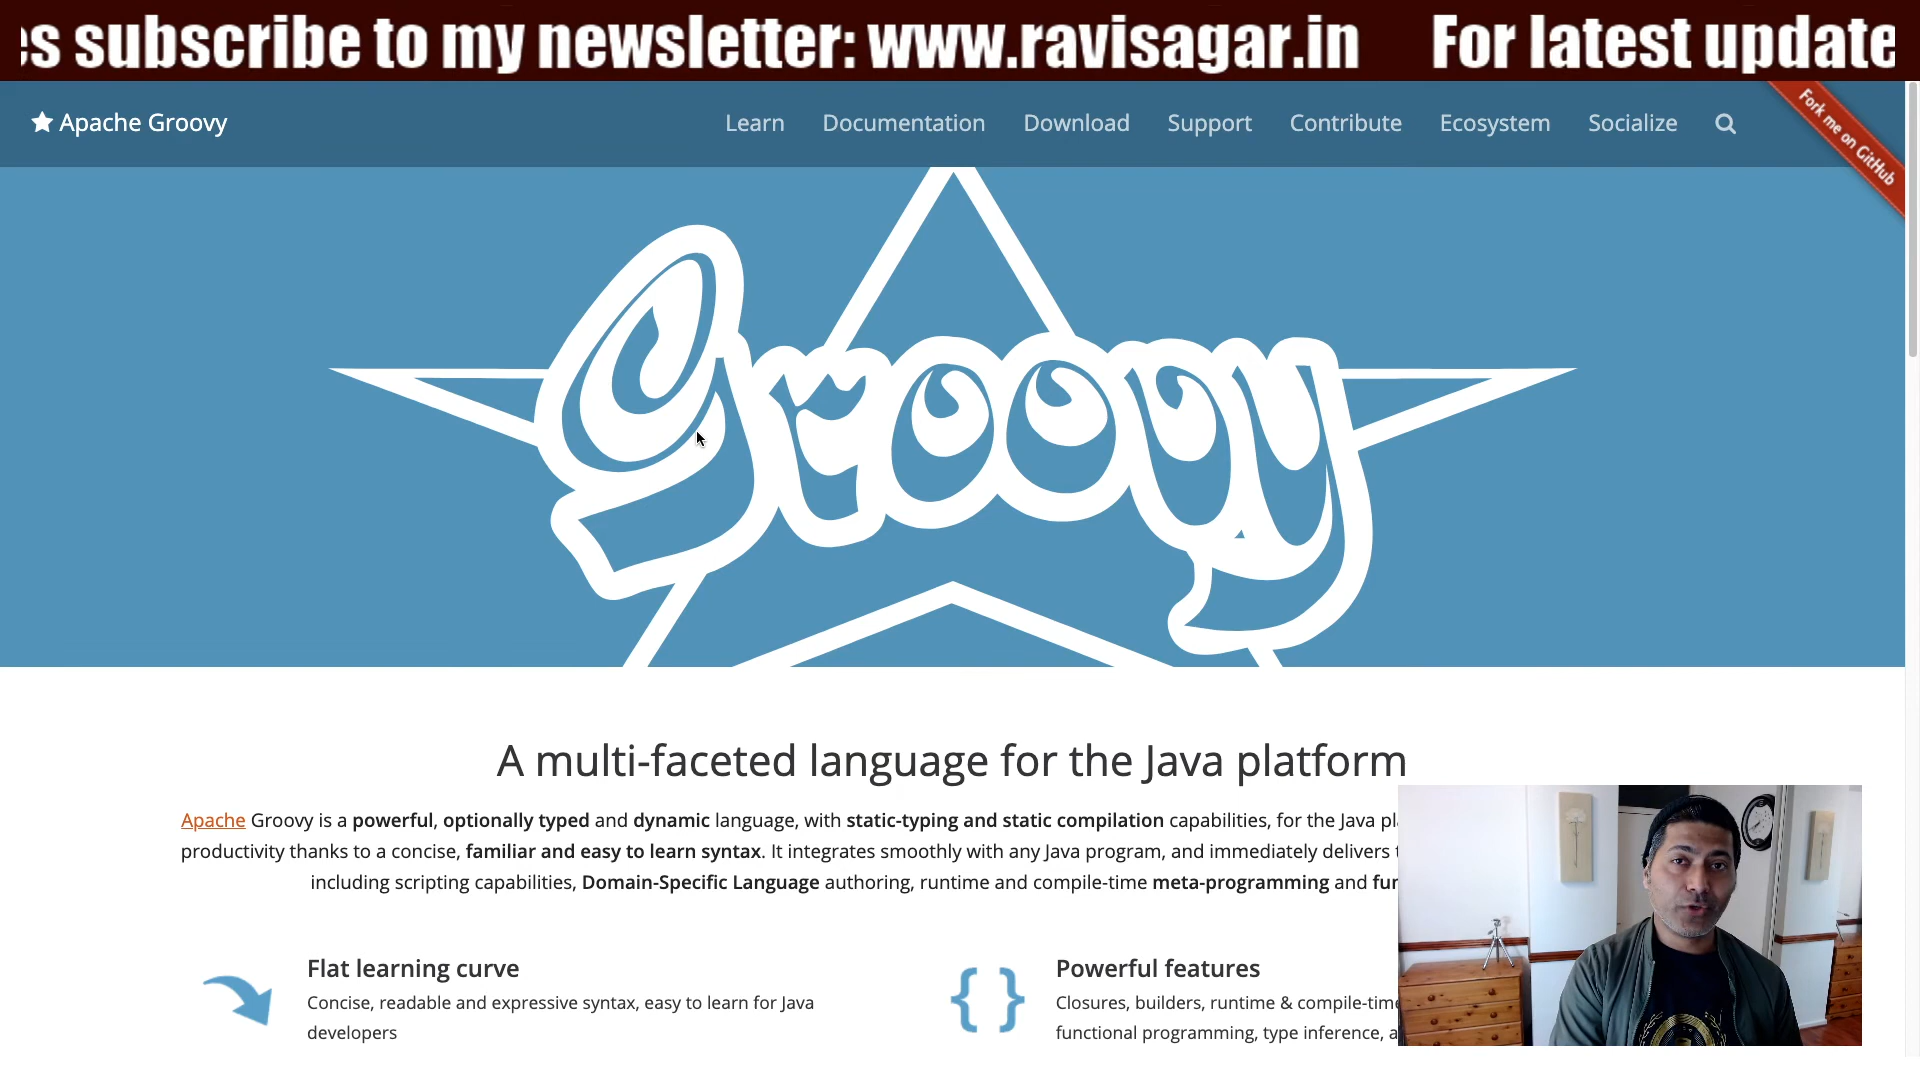 es subscribe to my newsletter: www.ravisagar.in For latest update
Apache Groovy
Learn Documentation Download Support Contribute Ecosystem Socialize
Fork me on GitHub
Groovy
A multi-faceted language for the Java platform
Apache Groovy is a powerful, optionally typed and dynamic language, with static-typing and static compilation capabilities, for the Java
productivity thanks to a concise, familiar and easy to learn syntax. It integrates smoothly with any Java program, and immediately delivers
including scripting capabilities, Domain-Specific Language authoring, runtime and compile-time meta-programming and
Flat learning curve
Concise, readable and expressive syntax, easy to learn for Java
developers
Powerful features
Closures, builders, runtime & compile-time
functional programming, type inference,